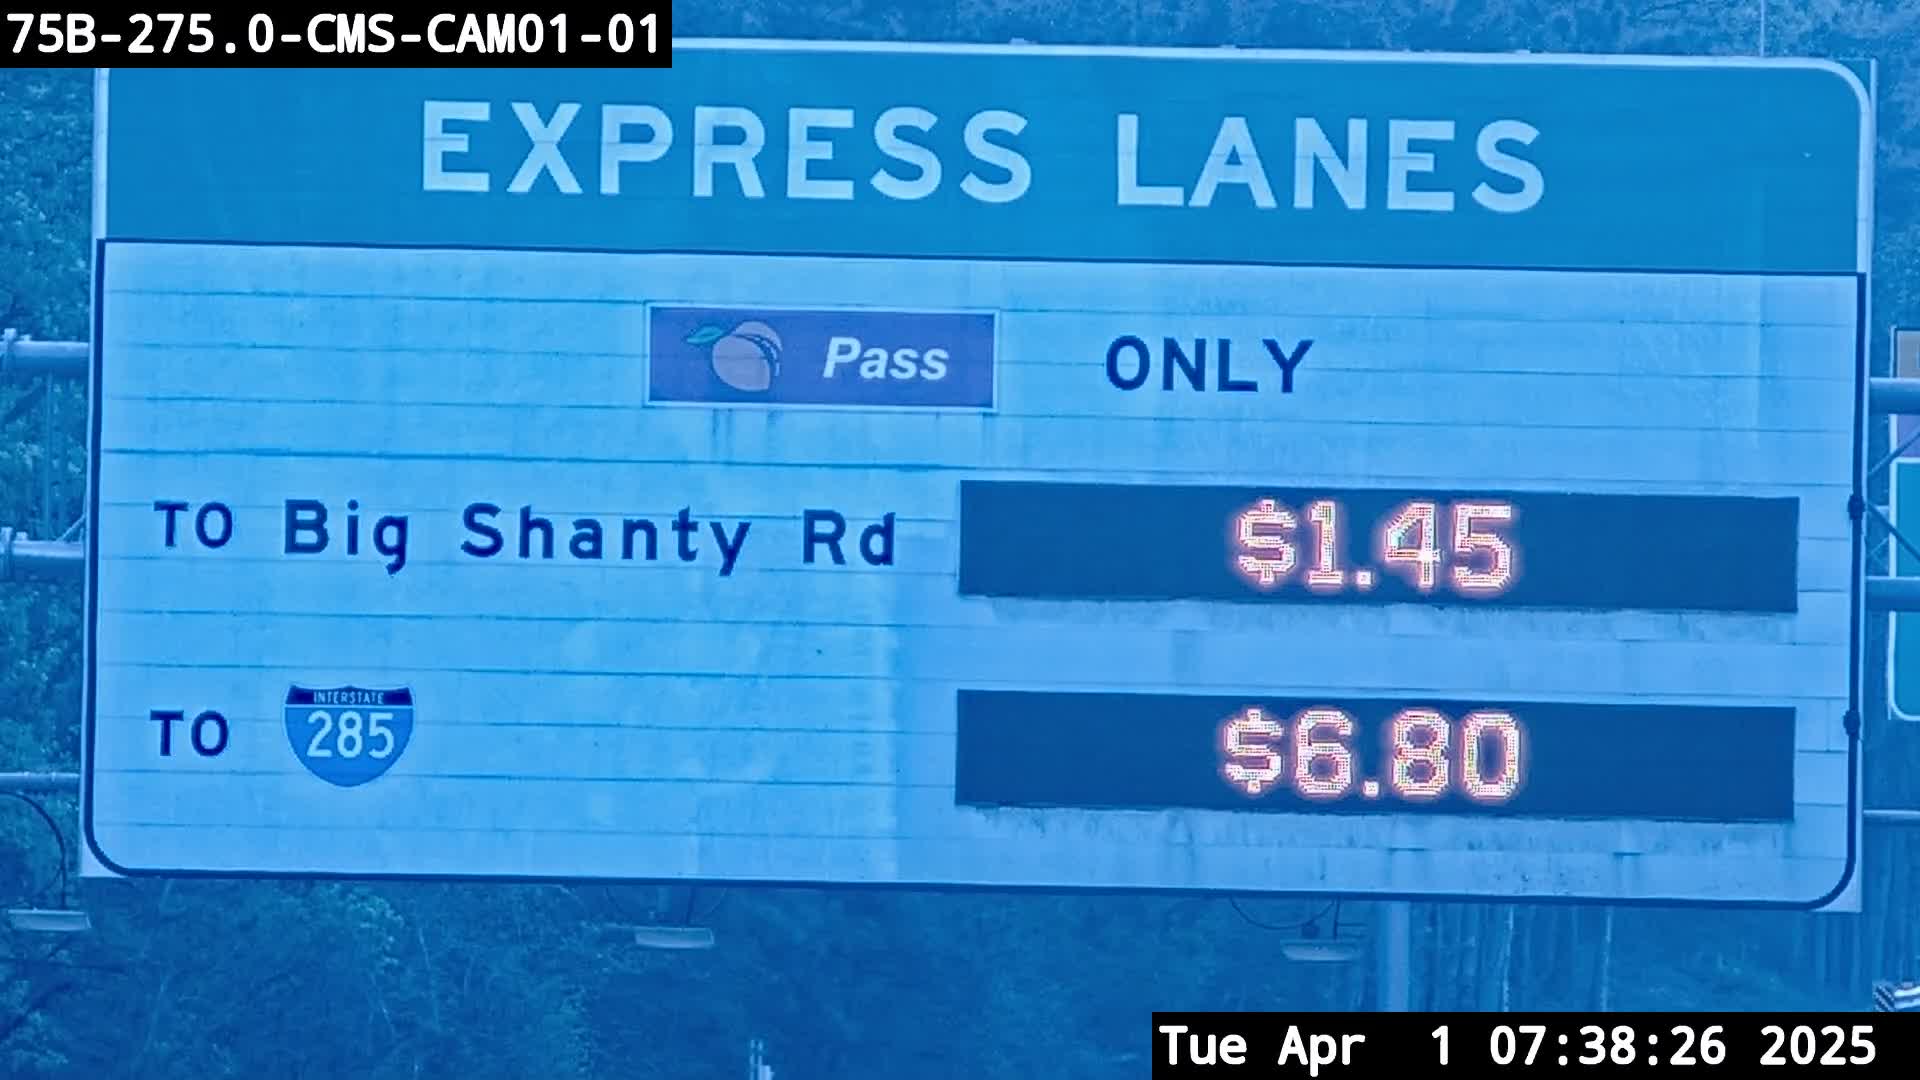 75B-275.0-CMS-CAM01-01
EXPRESS LANES
Pass ONLY
TO Big Shanty Rd $1.45
TO INTERSTATE 285 $6.80
Tue Apr 1 07:38:26 2025